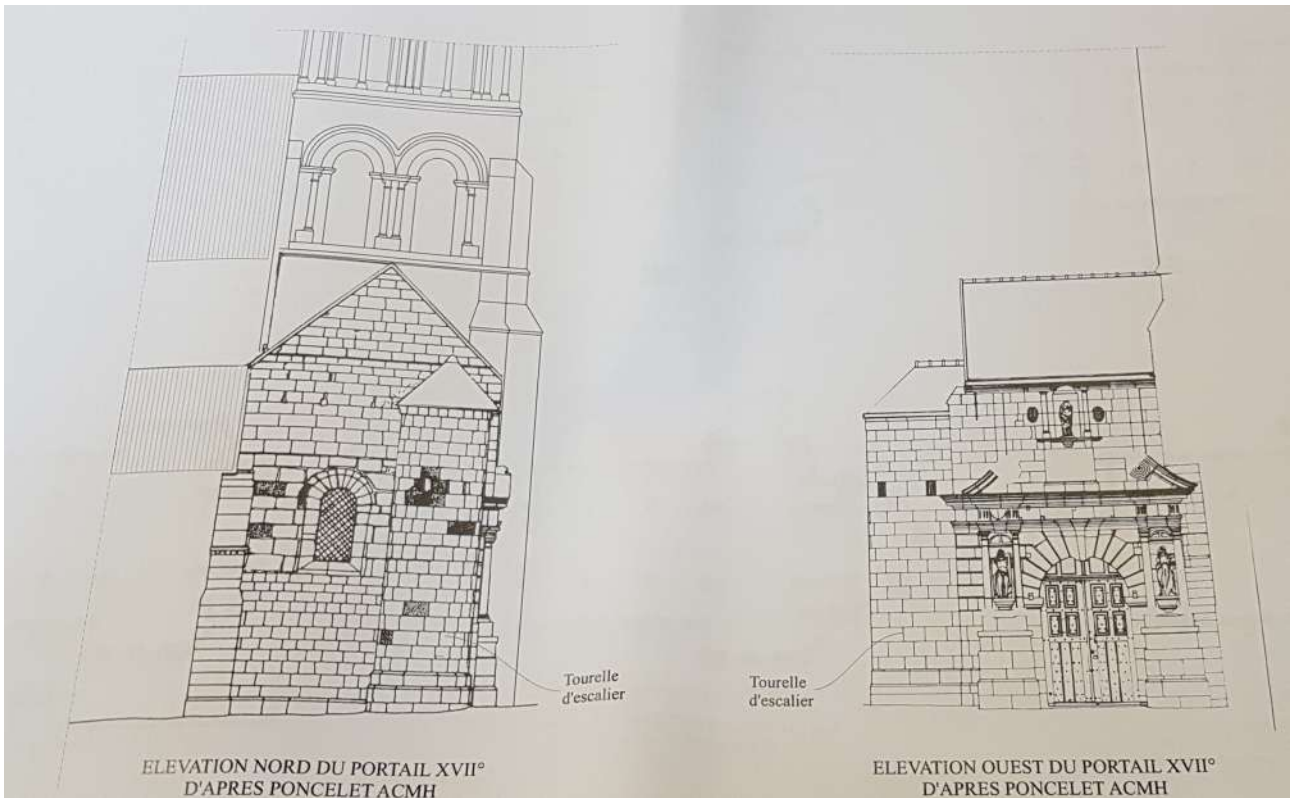 Tourelle
d'escalier
ELEVATION NORD DU PORTAIL XVII°
D'APRES PONCELET ACMH
Tourelle
d'escalier
ELEVATION OUEST DU PORTAIL XVII°
D'APRES PONCELET ACMH